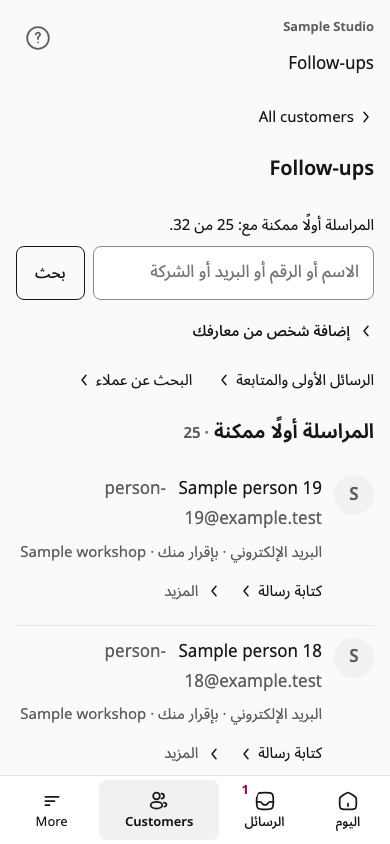 Sample Studio
Follow-ups
All customers
Follow-ups
المراسلة أولًا ممكنة مع: 25 من 32.
الاسم أو الرقم أو البريد أو الشركة
بحث
إضافة شخص من معارفك
الرسائل الأولى والمتابعة
البحث عن عملاء
المراسلة أولًا ممكنة · 25
S
Sample person 19 person-
19@example.test
البريد الإلكتروني · بإقرار منك · Sample workshop
كتابة رسالة
المزيد
S
Sample person 18 person-
18@example.test
البريد الإلكتروني · بإقرار منك · Sample workshop
كتابة رسالة
المزيد
اليوم
1
الرسائل
Customers
More